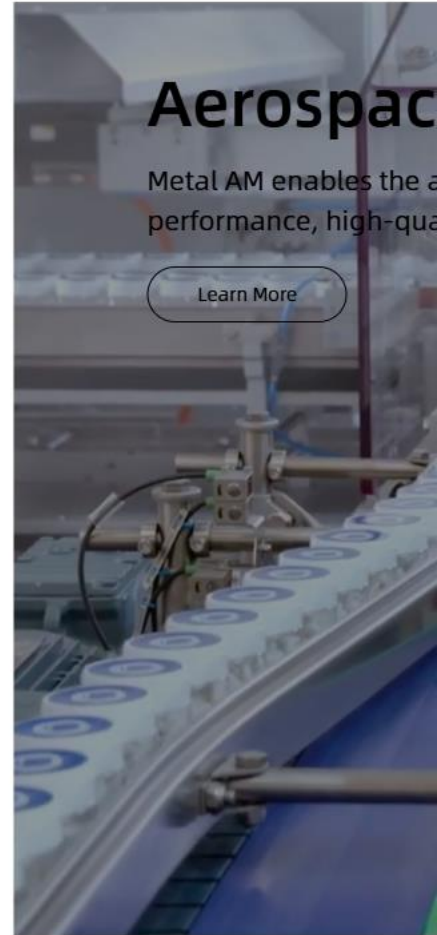 Aerospac
Metal AM enables the a
performance, high-qua
Learn More